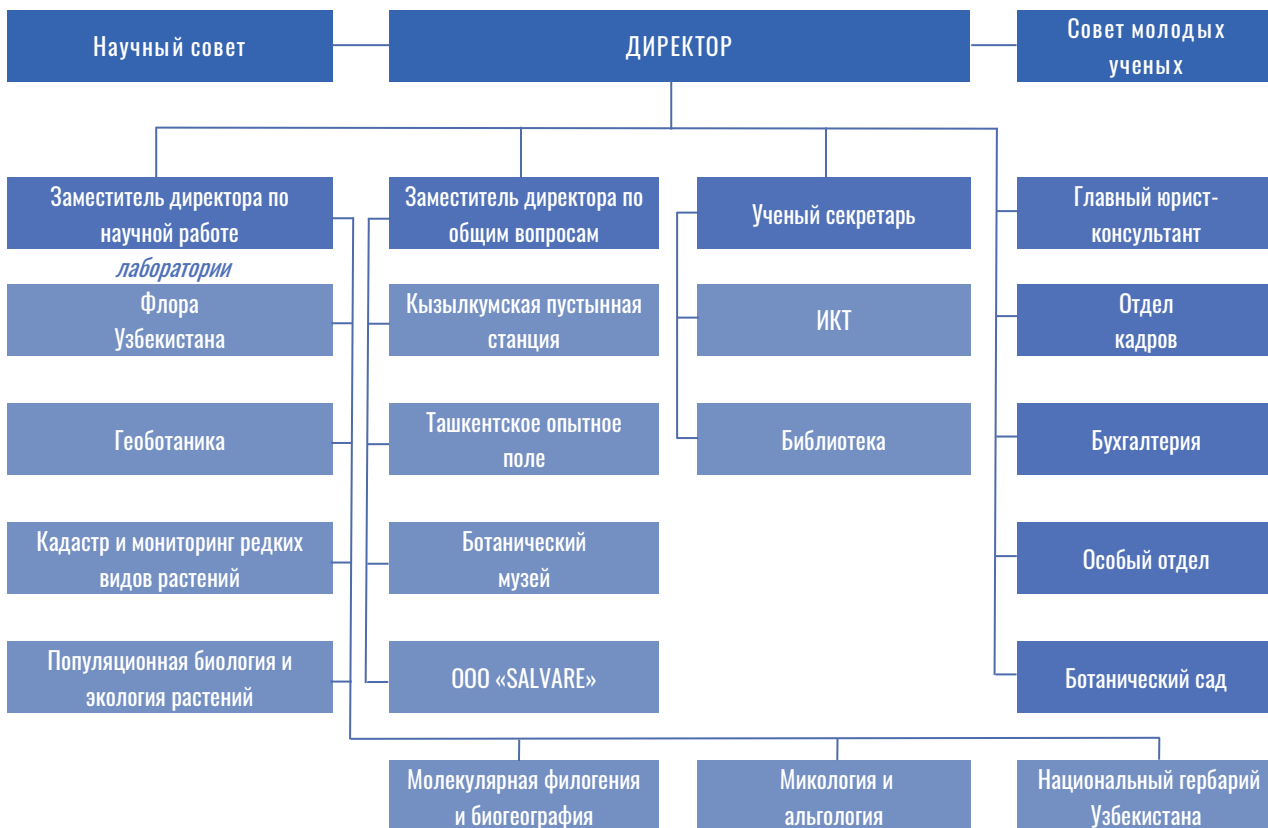 Научный совет
ДИРЕКТОР
Совет молодых
ученых
Заместитель директора по
научной работе
Заместитель директора по
общим вопросам
Ученый секретарь
Главный юрист-
консультант
лаборатории
Флора
Узбекистана
Кызылкумская пустынная
станция
ИКТ
Отдел
кадров
Геоботаника
Ташкентское опытное
поле
Библиотека
Бухгалтерия
Кадастр и мониторинг редких
видов растений
Ботанический
музей
Особый отдел
Популяционная биология и
экология растений
ООО «SALVARE»
Ботанический сад
Молекулярная филогения
и биогеография
Микология и
альгология
Национальный гербарий
Узбекистана